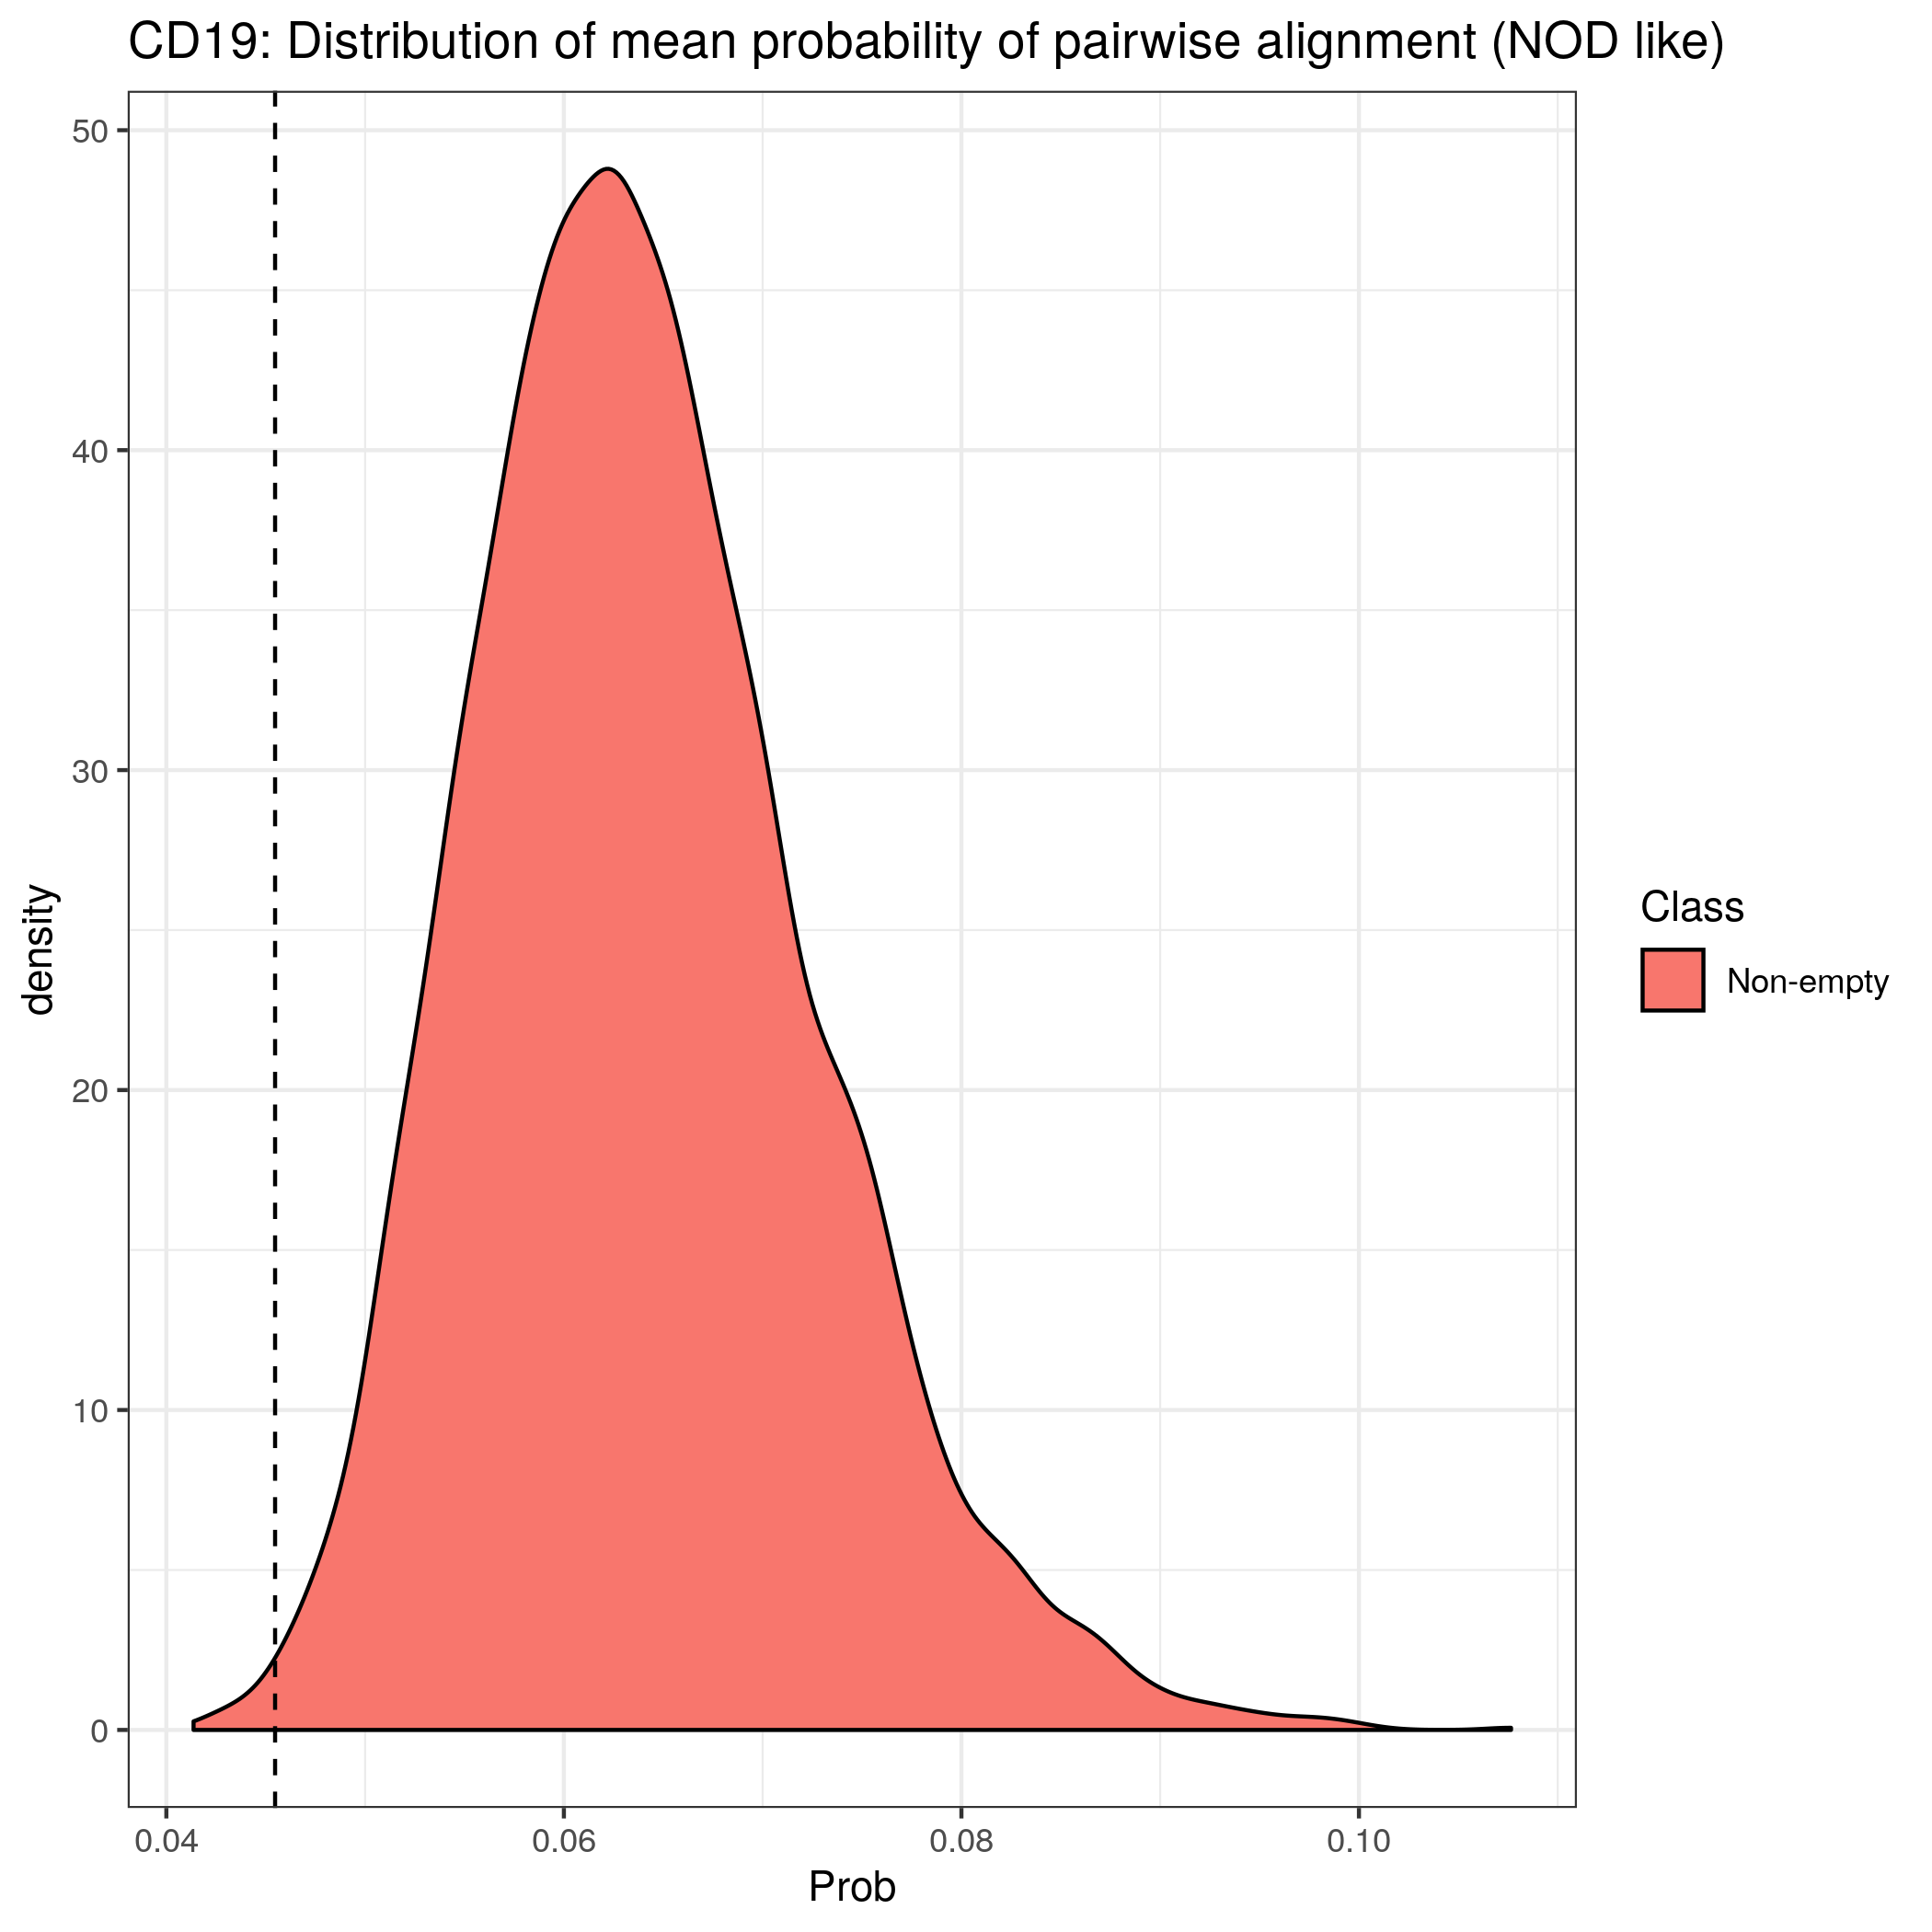 CD19: Distribution of mean probability of pairwise alignment (NOD like)
50
40
30
20
10
0
density
0.04 0.06 0.08 0.10
Prob
Class
Non-empty